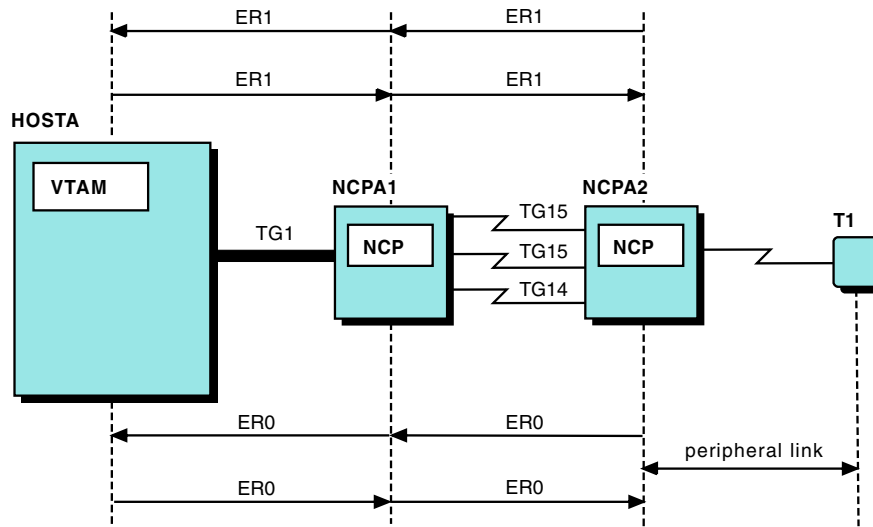 ER1 ER1
ER1 ER1
HOSTA
VTAM
NCPA1
NCPA2
T1
TG1
NCP
TG15
TG15
TG14
NCP
ER0 ER0
peripheral link
ER0 ER0